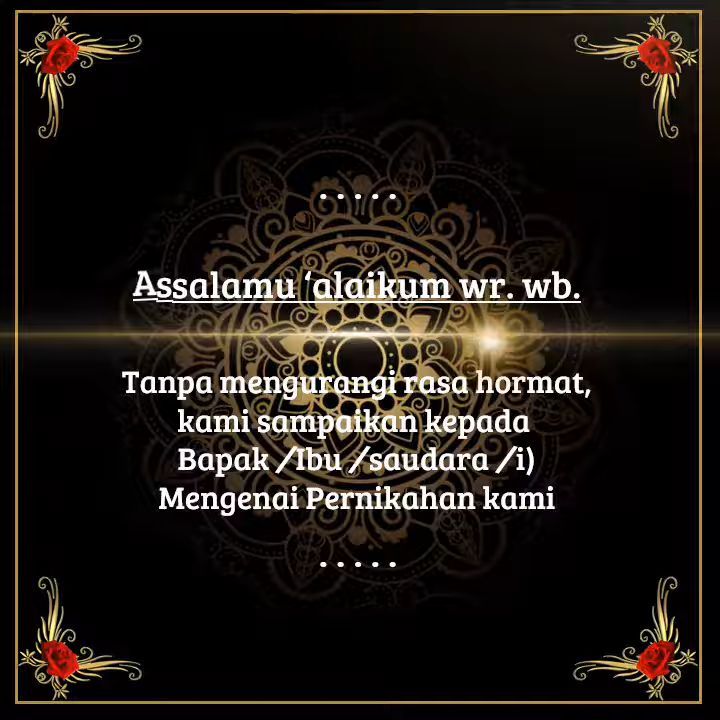 . . . . .
Assalamu ‘alaikum wr. wb.
Tanpa mengurangi rasa hormat,
kami sampaikan kepada
Bapak /Ibu /saudara /i)
Mengenai Pernikahan kami
. . . . .